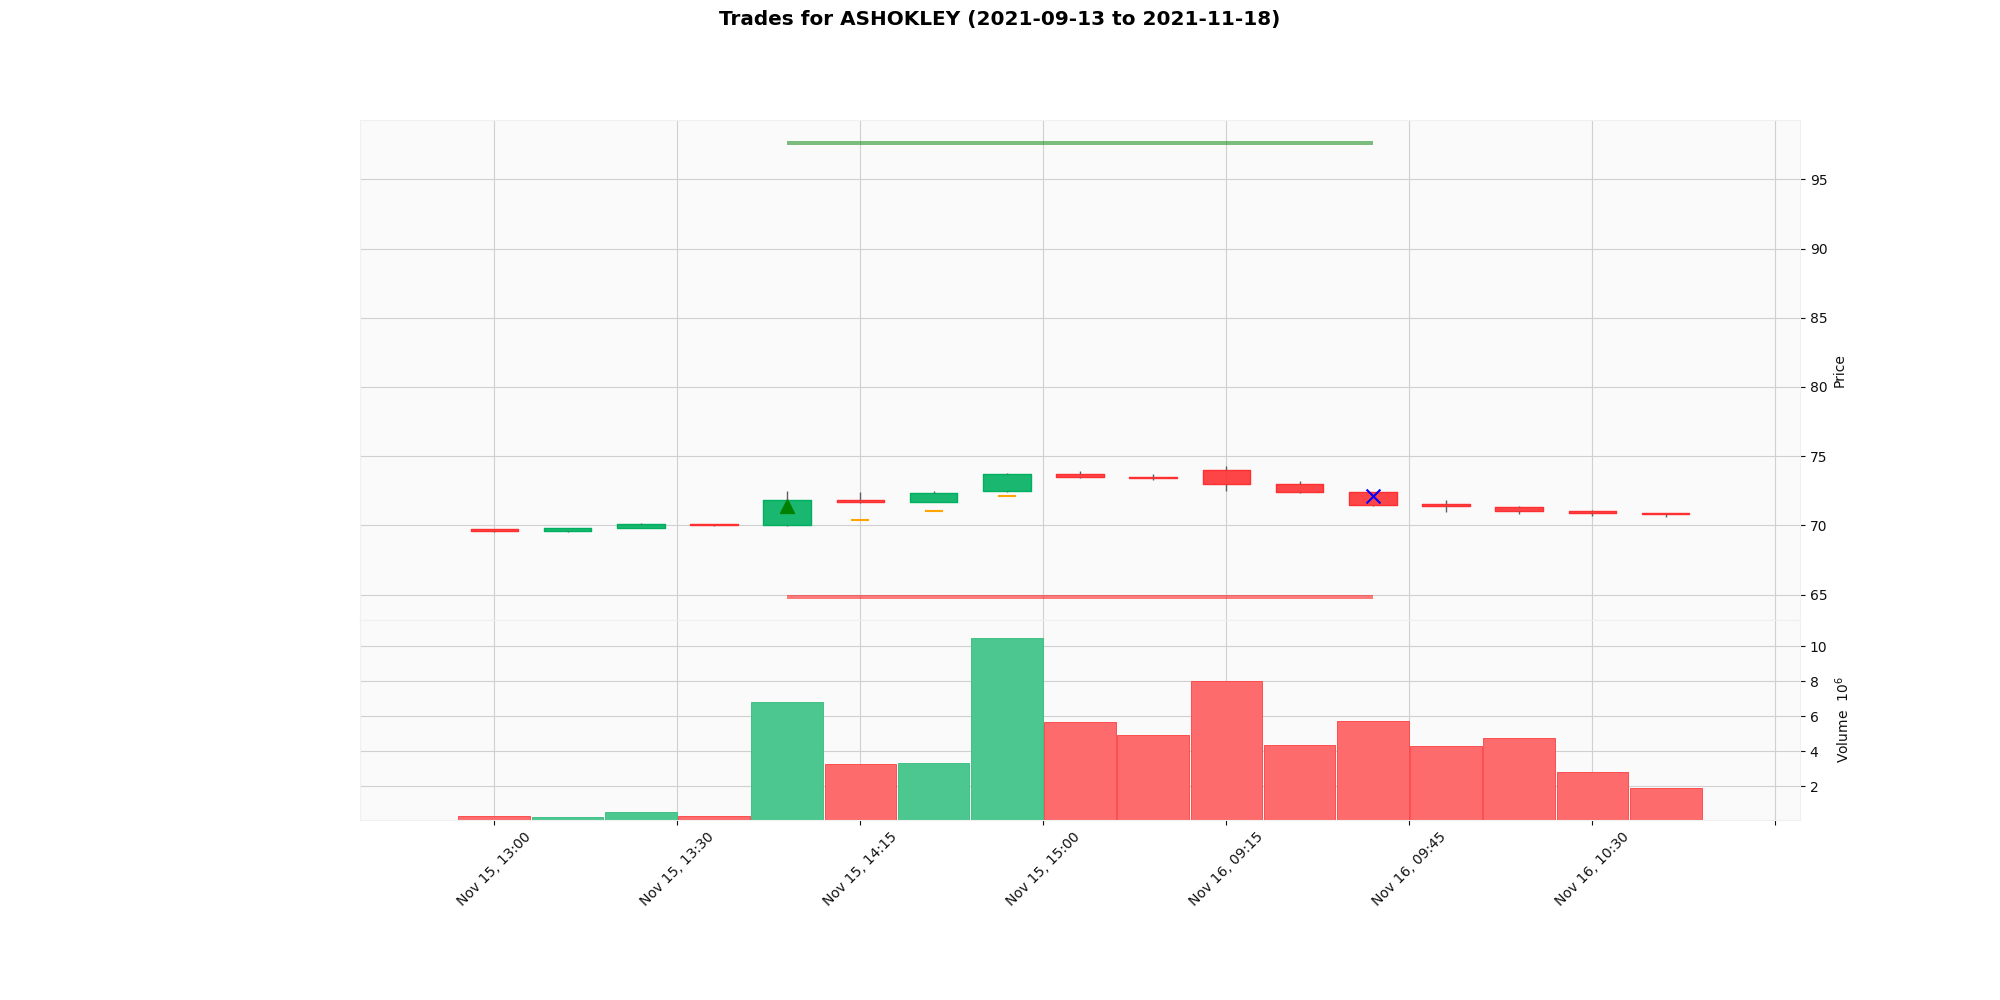 Trades for ASHOKLEY (2021-09-13 to 2021-11-18)
95
90
85
80
75
70
65
Price
10
8
6
4
2
Volume 10⁶
Nov 15, 13:00
Nov 15, 13:30
Nov 15, 14:15
Nov 15, 15:00
Nov 16, 09:15
Nov 16, 09:45
Nov 16, 10:30